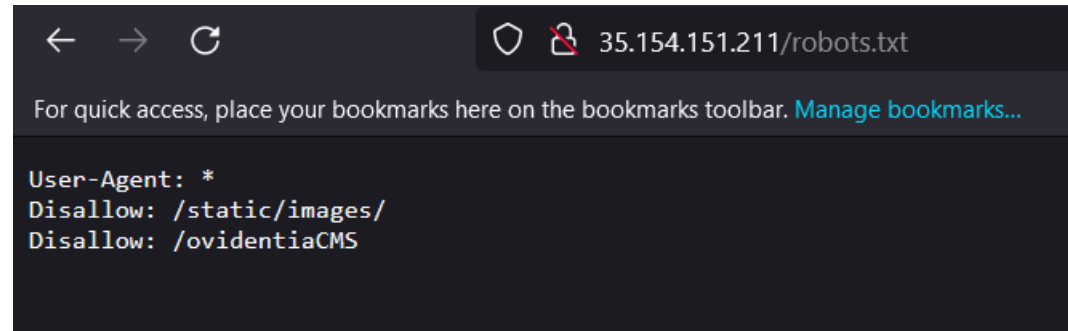 35.154.151.211/robots.txt
For quick access, place your bookmarks here on the bookmarks toolbar. Manage bookmarks...
User-Agent: *
Disallow: /static/images/
Disallow: /ovidentiaCMS